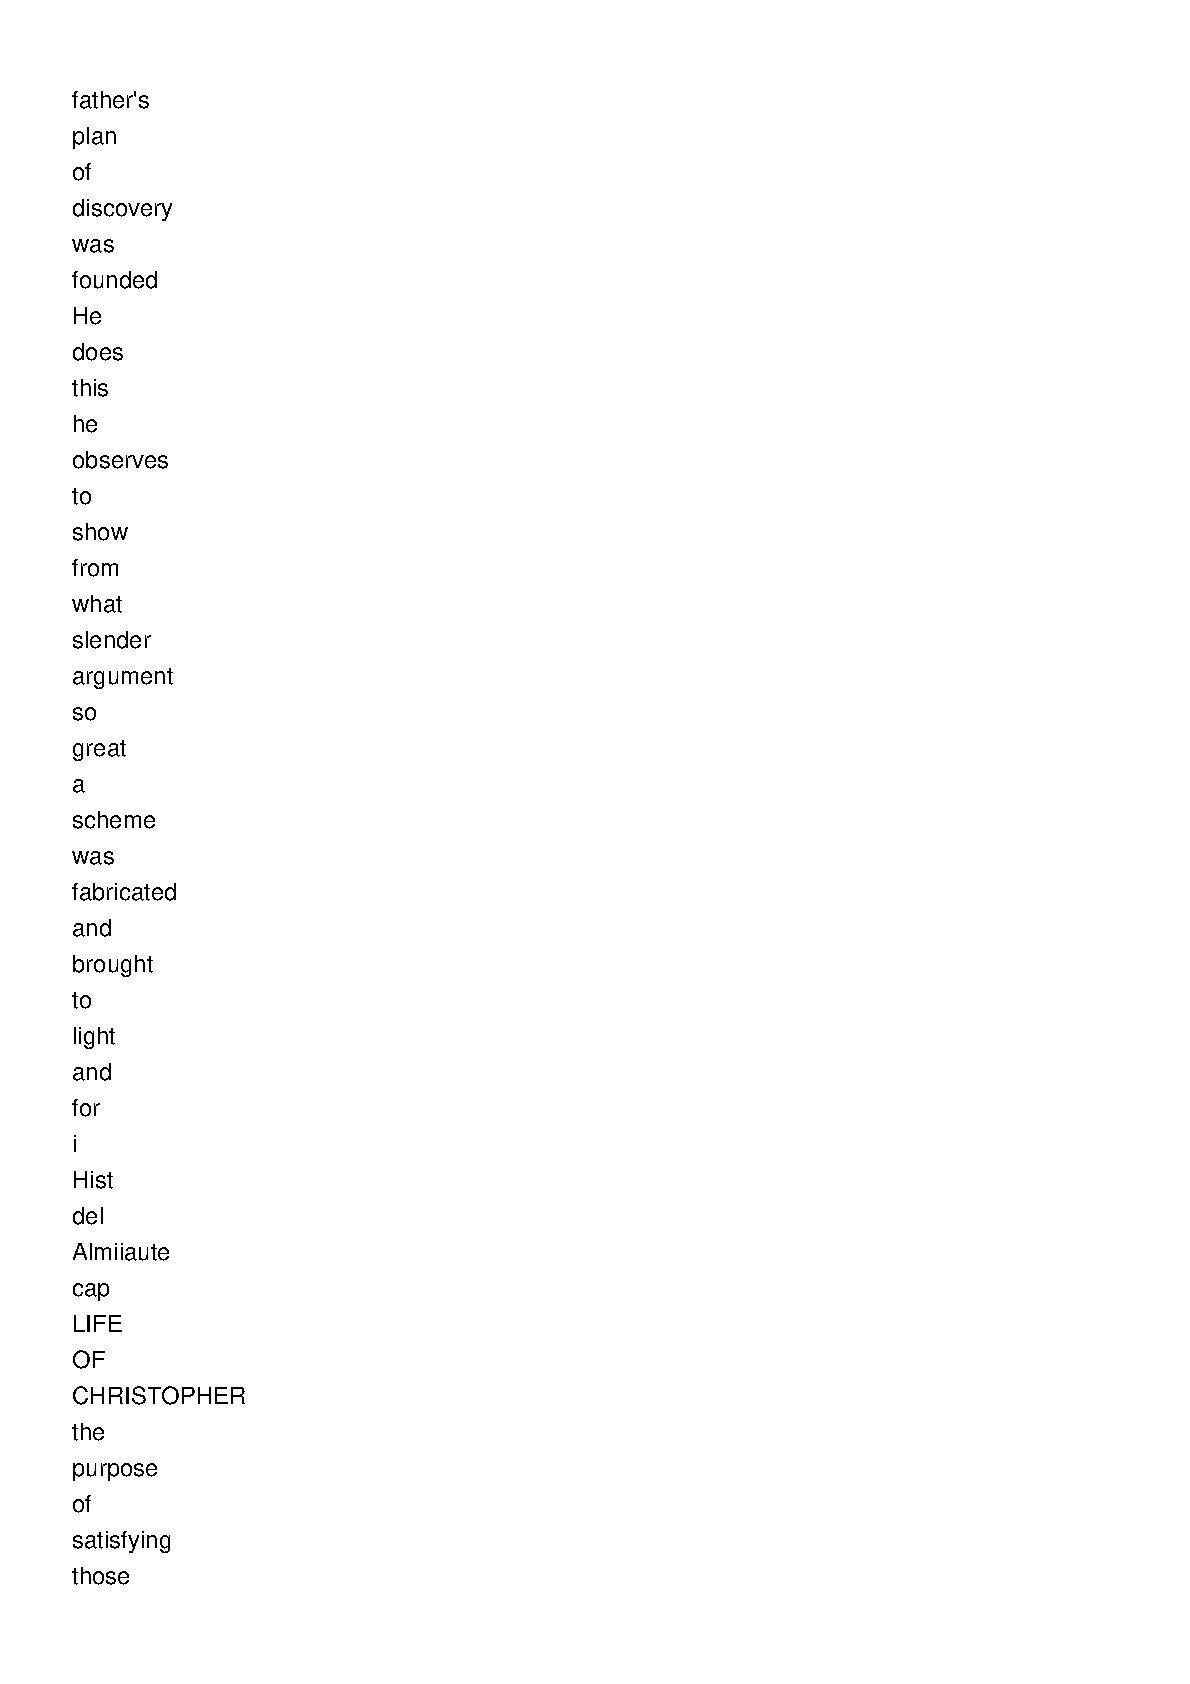 father's
plan
of
discovery
was
founded
He
does
this
he
observes
to
show
from
what
slender
argument
so
great
a
scheme
was
fabricated
and
brought
to
light
and
for
i
Hist
del
Almiiaute
cap
LIFE
OF
CHRISTOPHER
the
purpose
of
satisfying
those